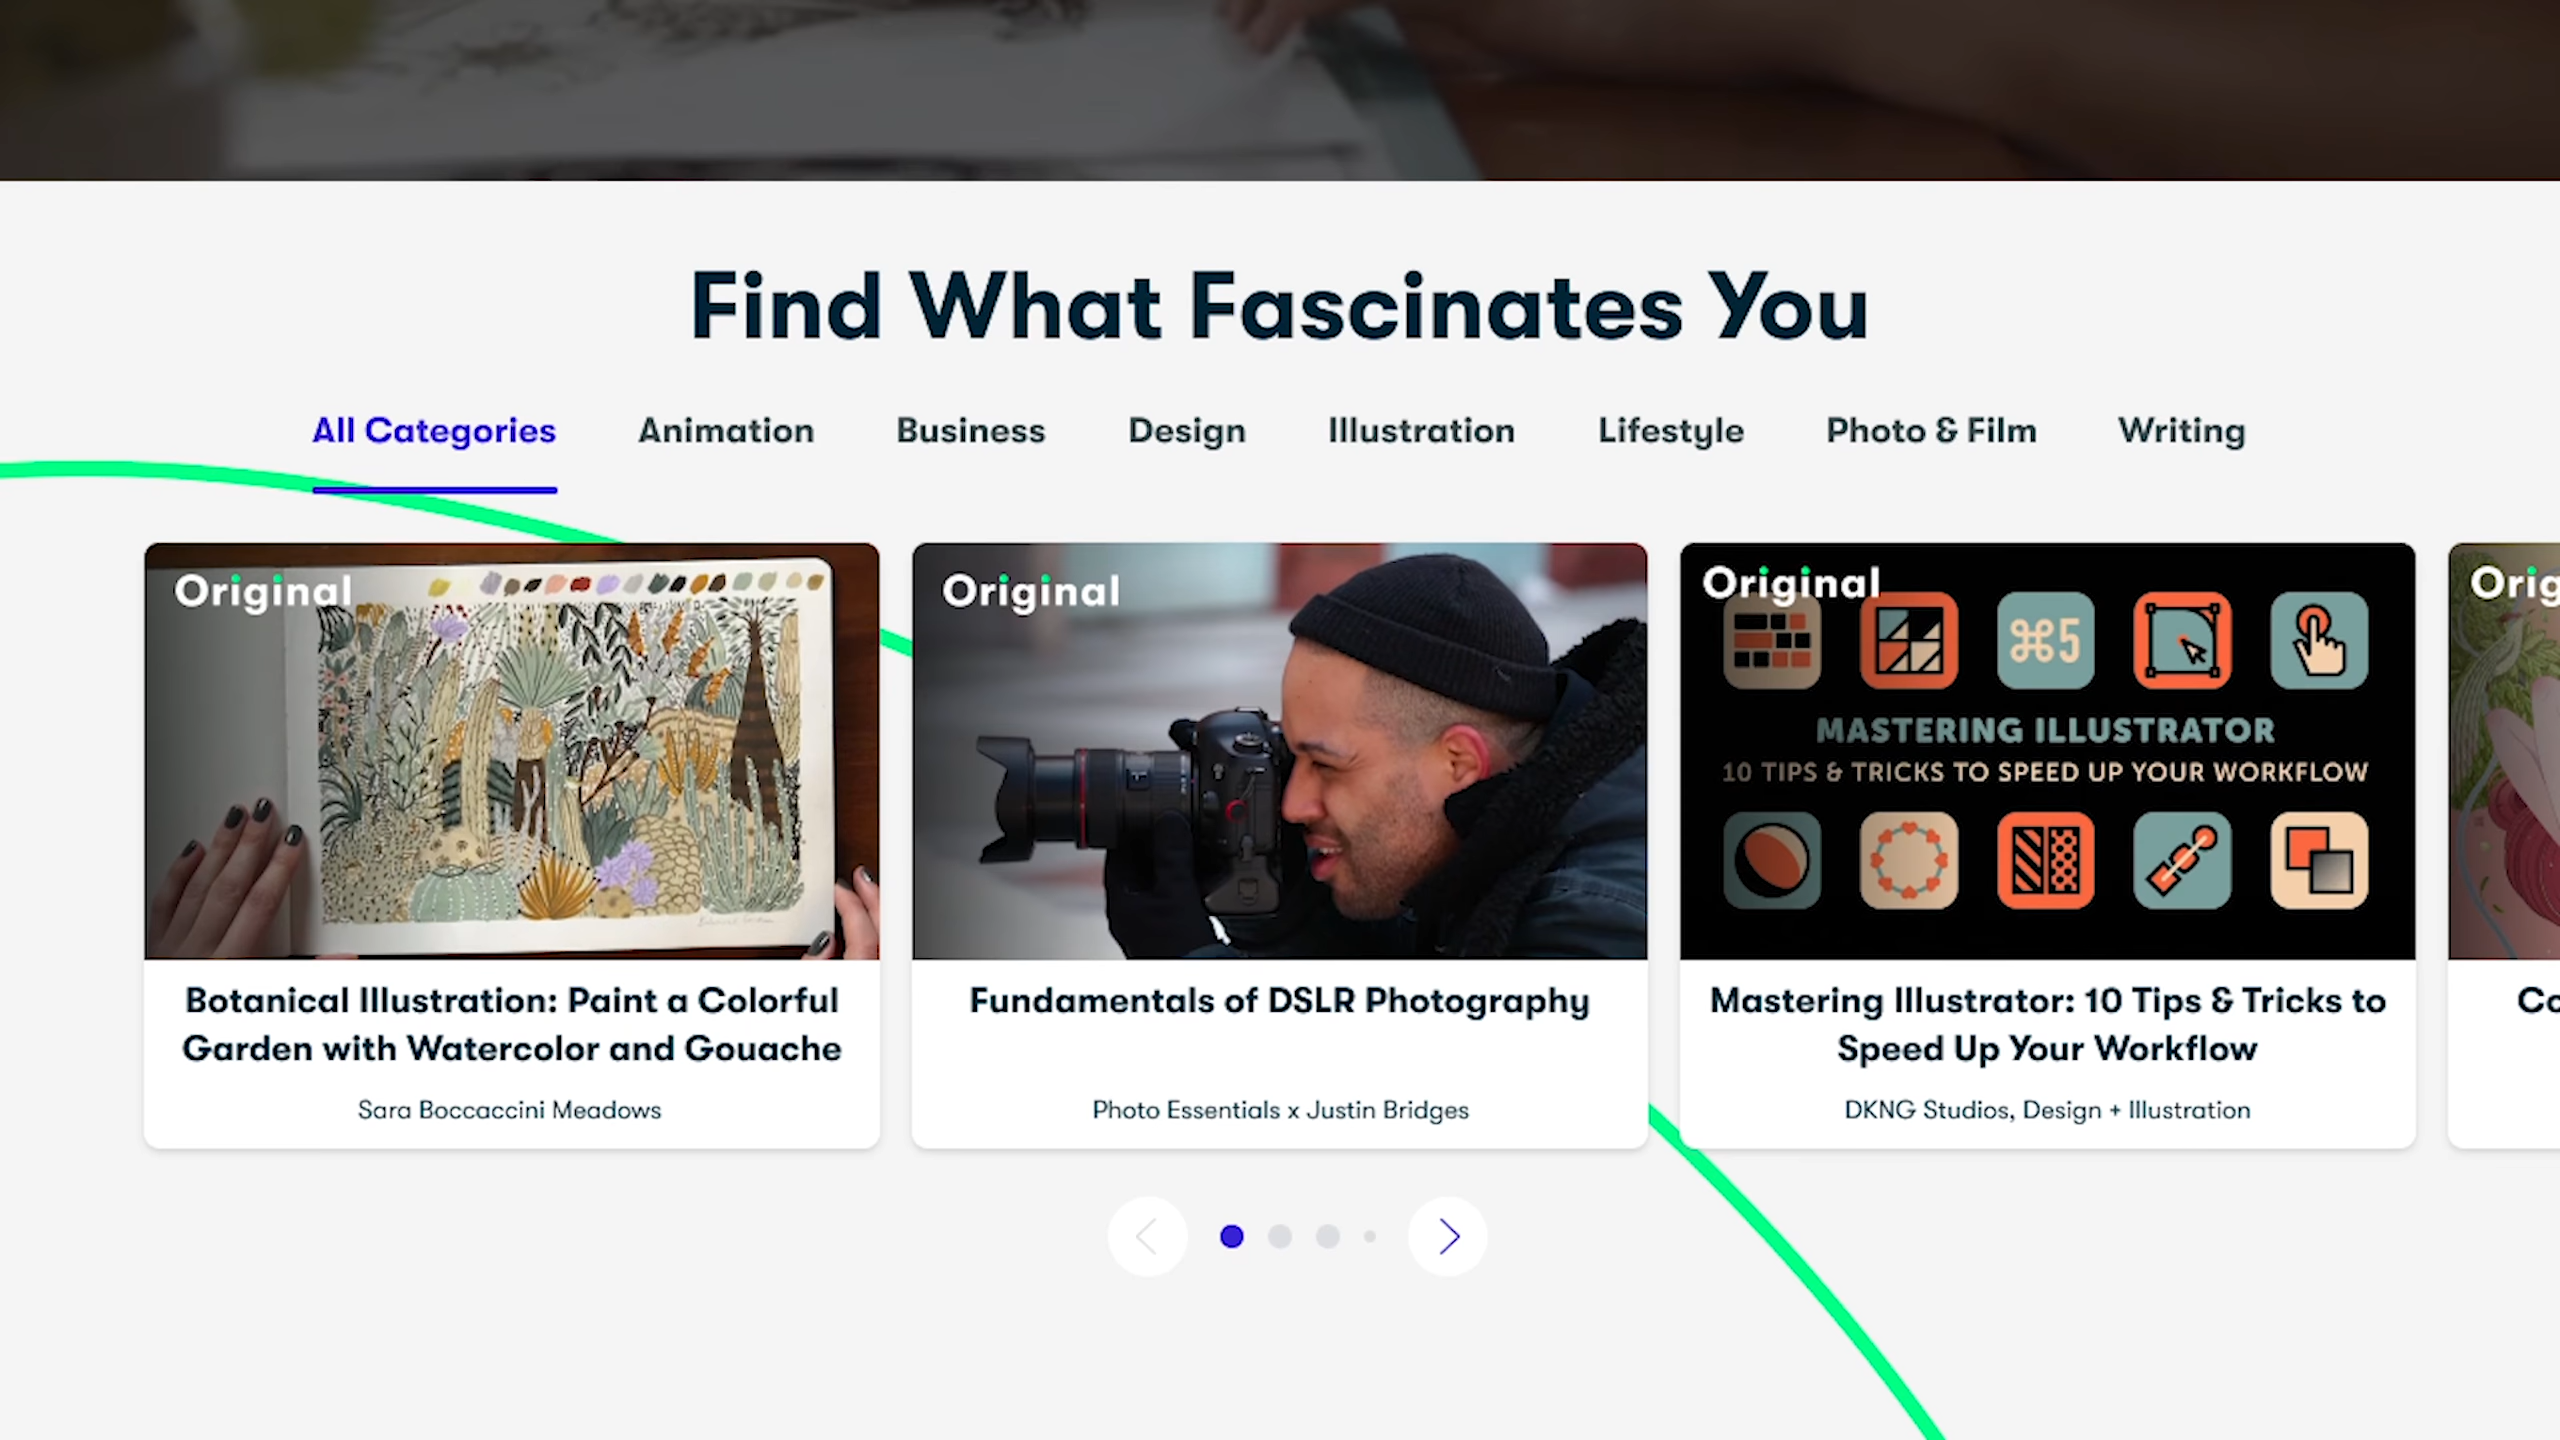 Find What Fascinates You
All Categories Animation Business Design Illustration Lifestyle Photo & Film Writing
Original
Original
Original
⌘5
MASTERING ILLUSTRATOR
10 TIPS & TRICKS TO SPEED UP YOUR WORKFLOW
Botanical Illustration: Paint a Colorful
Garden with Watercolor and Gouache
Sara Boccaccini Meadows
Fundamentals of DSLR Photography
Photo Essentials x Justin Bridges
Mastering Illustrator: 10 Tips & Tricks to
Speed Up Your Workflow
DKNG Studios, Design + Illustration